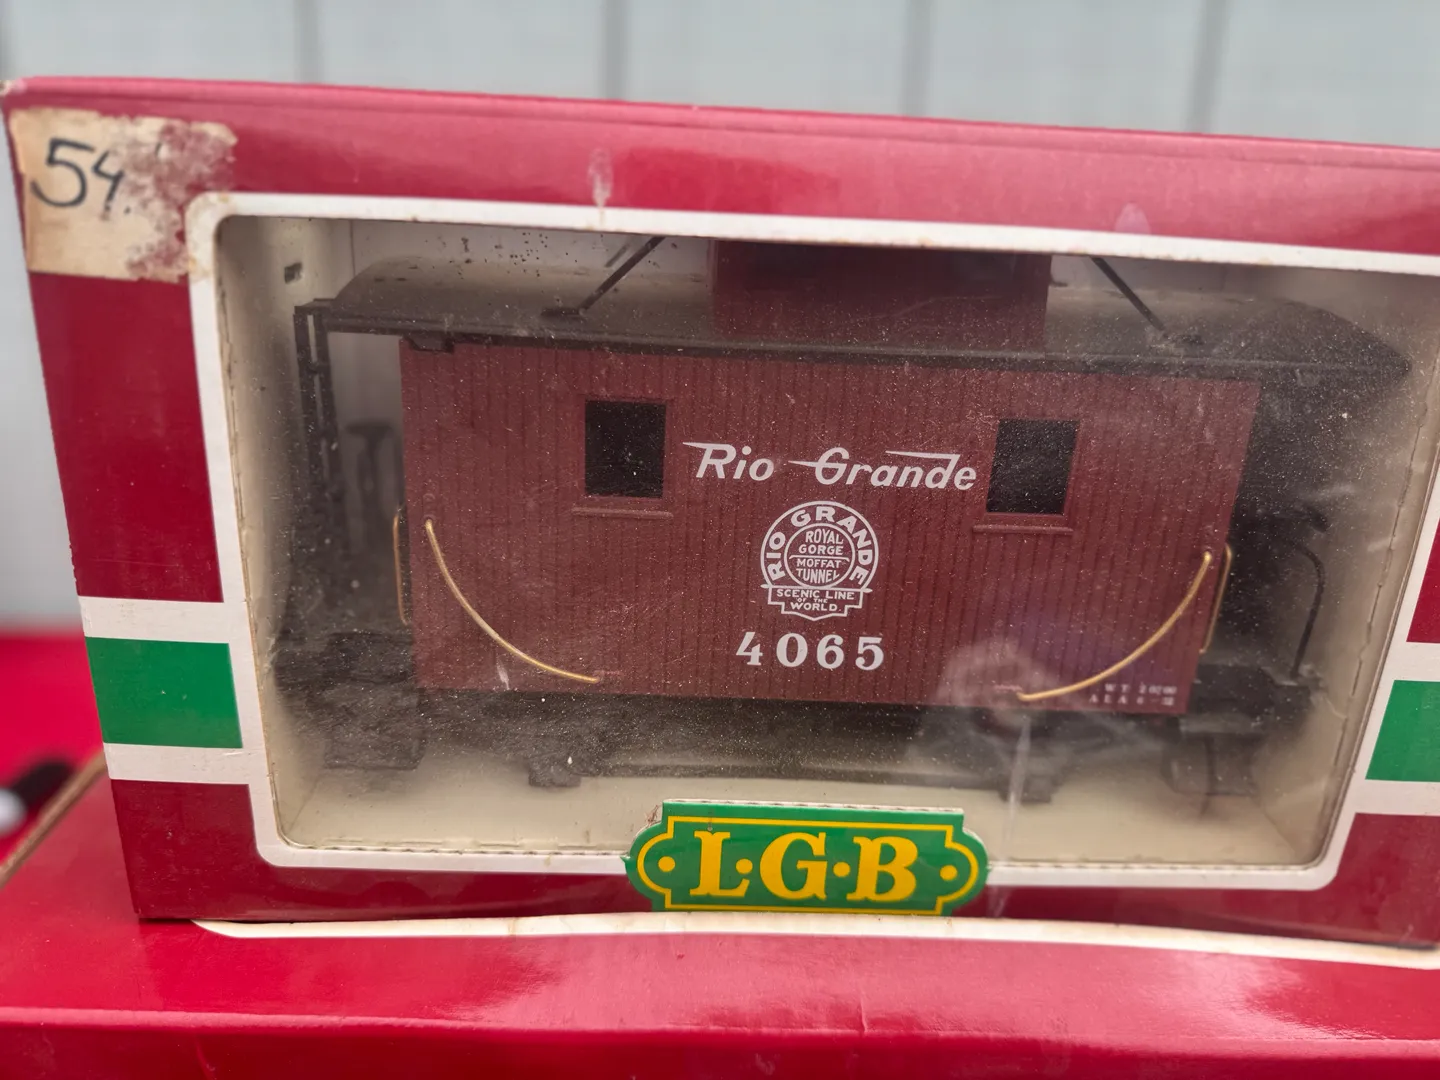 54.
Rio Grande
RIO GRANDE
ROYAL
GORGE
MOFFAT
TUNNEL
SCENIC LINE
OF THE
WORLD
4065
L·G·B